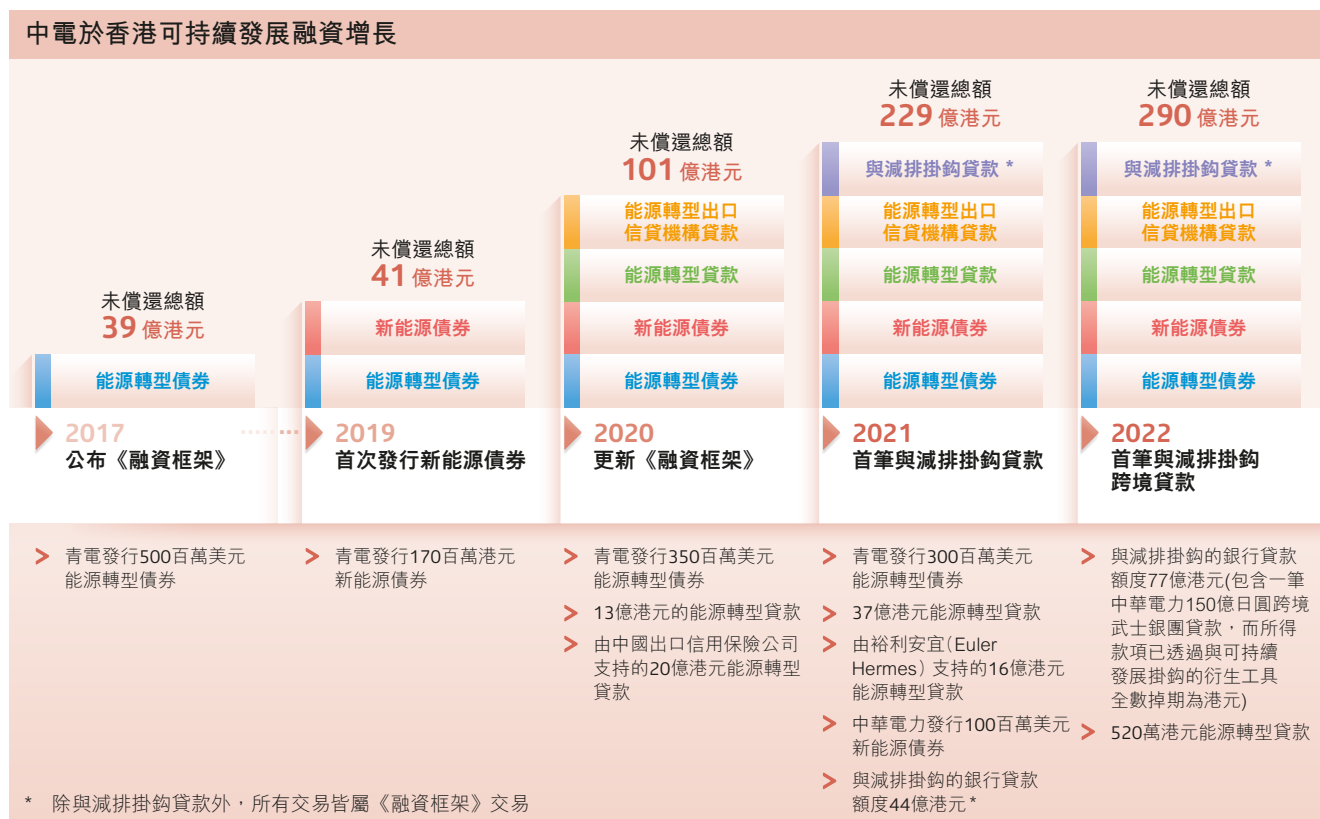 中電於香港可持續發展融資增長
未償還總額
39 億港元
能源轉型債券
2017
公布《融資框架》
> 青電發行500百萬美元
能源轉型債券
未償還總額
41 億港元
新能源債券
能源轉型債券
2019
首次發行新能源債券
> 青電發行170百萬港元
新能源債券
未償還總額
101 億港元
能源轉型出口
信貸機構貸款
能源轉型貸款
新能源債券
能源轉型債券
2020
更新《融資框架》
> 青電發行350百萬美元
能源轉型債券
> 13億港元的能源轉型貸款
> 由中國出口信用保險公司
支持的20億港元能源轉型
貸款
未償還總額
229 億港元
與減排掛鈎貸款 *
能源轉型出口
信貸機構貸款
能源轉型貸款
新能源債券
能源轉型債券
2021
首筆與減排掛鈎貸款
> 青電發行300百萬美元
能源轉型債券
> 37億港元能源轉型貸款
> 由裕利安宜(Euler
Hermes) 支持的16億港元
能源轉型貸款
> 中華電力發行100百萬美元
新能源債券
> 與減排掛鈎的銀行貸款
額度44億港元*
未償還總額
290 億港元
與減排掛鈎貸款 *
能源轉型出口
信貸機構貸款
能源轉型貸款
新能源債券
能源轉型債券
2022
首筆與減排掛鈎
跨境貸款
> 與減排掛鈎的銀行貸款
額度77億港元(包含一筆
中華電力150億日圓跨境
武士銀團貸款，而所得
款項已透過與可持續
發展掛鈎的衍生工具
全數掉期為港元)
> 520萬港元能源轉型貸款
* 除與減排掛鈎貸款外，所有交易皆屬《融資框架》交易